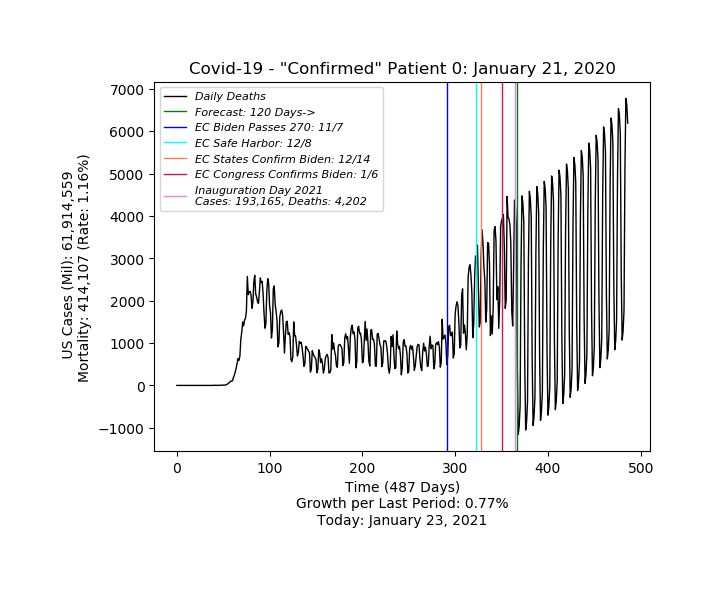 Covid-19 - "Confirmed" Patient 0: January 21, 2020
7000
6000
5000
4000
3000
2000
1000
0
−1000
US Cases (Mil): 61,914,559
Mortality: 414,107 (Rate: 1.16%)
Daily Deaths
Forecast: 120 Days->
EC Biden Passes 270: 11/7
EC Safe Harbor: 12/8
EC States Confirm Biden: 12/14
EC Congress Confirms Biden: 1/6
Inauguration Day 2021
Cases: 193,165, Deaths: 4,202
0 100 200 300 400 500
Time (487 Days)
Growth per Last Period: 0.77%
Today: January 23, 2021